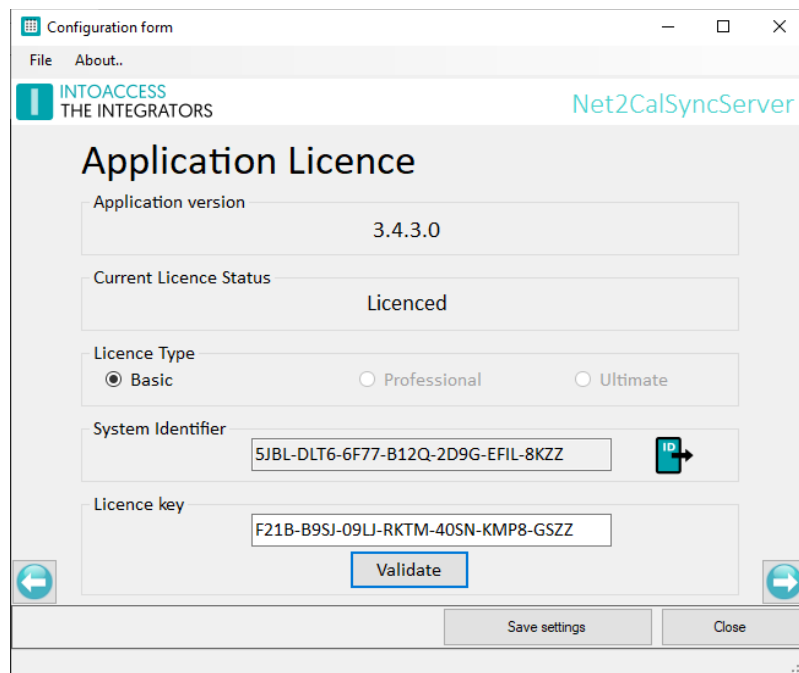 Configuration form
File About..
INTOACCESS
THE INTEGRATORS
Net2CalSyncServer
Application Licence
Application version
3.4.3.0
Current Licence Status
Licenced
Licence Type
Basic Professional Ultimate
System Identifier
5JBL-DLT6-6F77-B12Q-2D9G-EFIL-8KZZ
ID
Licence key
F21B-B9SJ-09LJ-RKTM-40SN-KMP8-GSZZ
Validate
Save settings Close